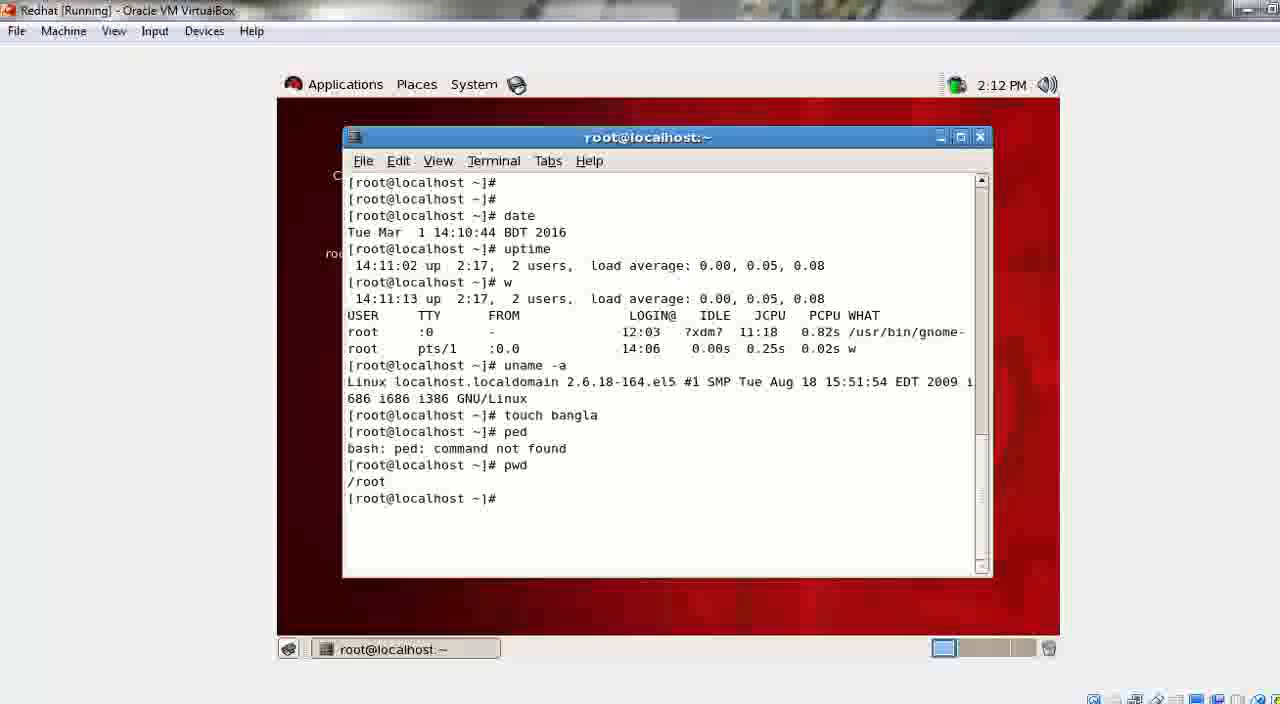 Redhat [Running] - Oracle VM VirtualBox
File Machine View Input Devices Help
Applications Places System 2:12 PM
root@localhost:~
File Edit View Terminal Tabs Help
[root@localhost ~]#
[root@localhost ~]#
[root@localhost ~]# date
Tue Mar  1 14:10:44 BDT 2016
[root@localhost ~]# uptime
 14:11:02 up  2:17,  2 users,  load average: 0.00, 0.05, 0.08
[root@localhost ~]# w
 14:11:13 up  2:17,  2 users,  load average: 0.00, 0.05, 0.08
USER     TTY      FROM              LOGIN@   IDLE   JCPU   PCPU WHAT
root     :0       -                12:03   ?xdm?  11:18   0.82s /usr/bin/gnome-
root     pts/1    :0.0             14:06    0.00s  0.25s  0.02s w
[root@localhost ~]# uname -a
Linux localhost.localdomain 2.6.18-164.el5 #1 SMP Tue Aug 18 15:51:54 EDT 2009 i
686 i686 i386 GNU/Linux
[root@localhost ~]# touch bangla
[root@localhost ~]# ped
bash: ped: command not found
[root@localhost ~]# pwd
/root
[root@localhost ~]#
root@localhost:~